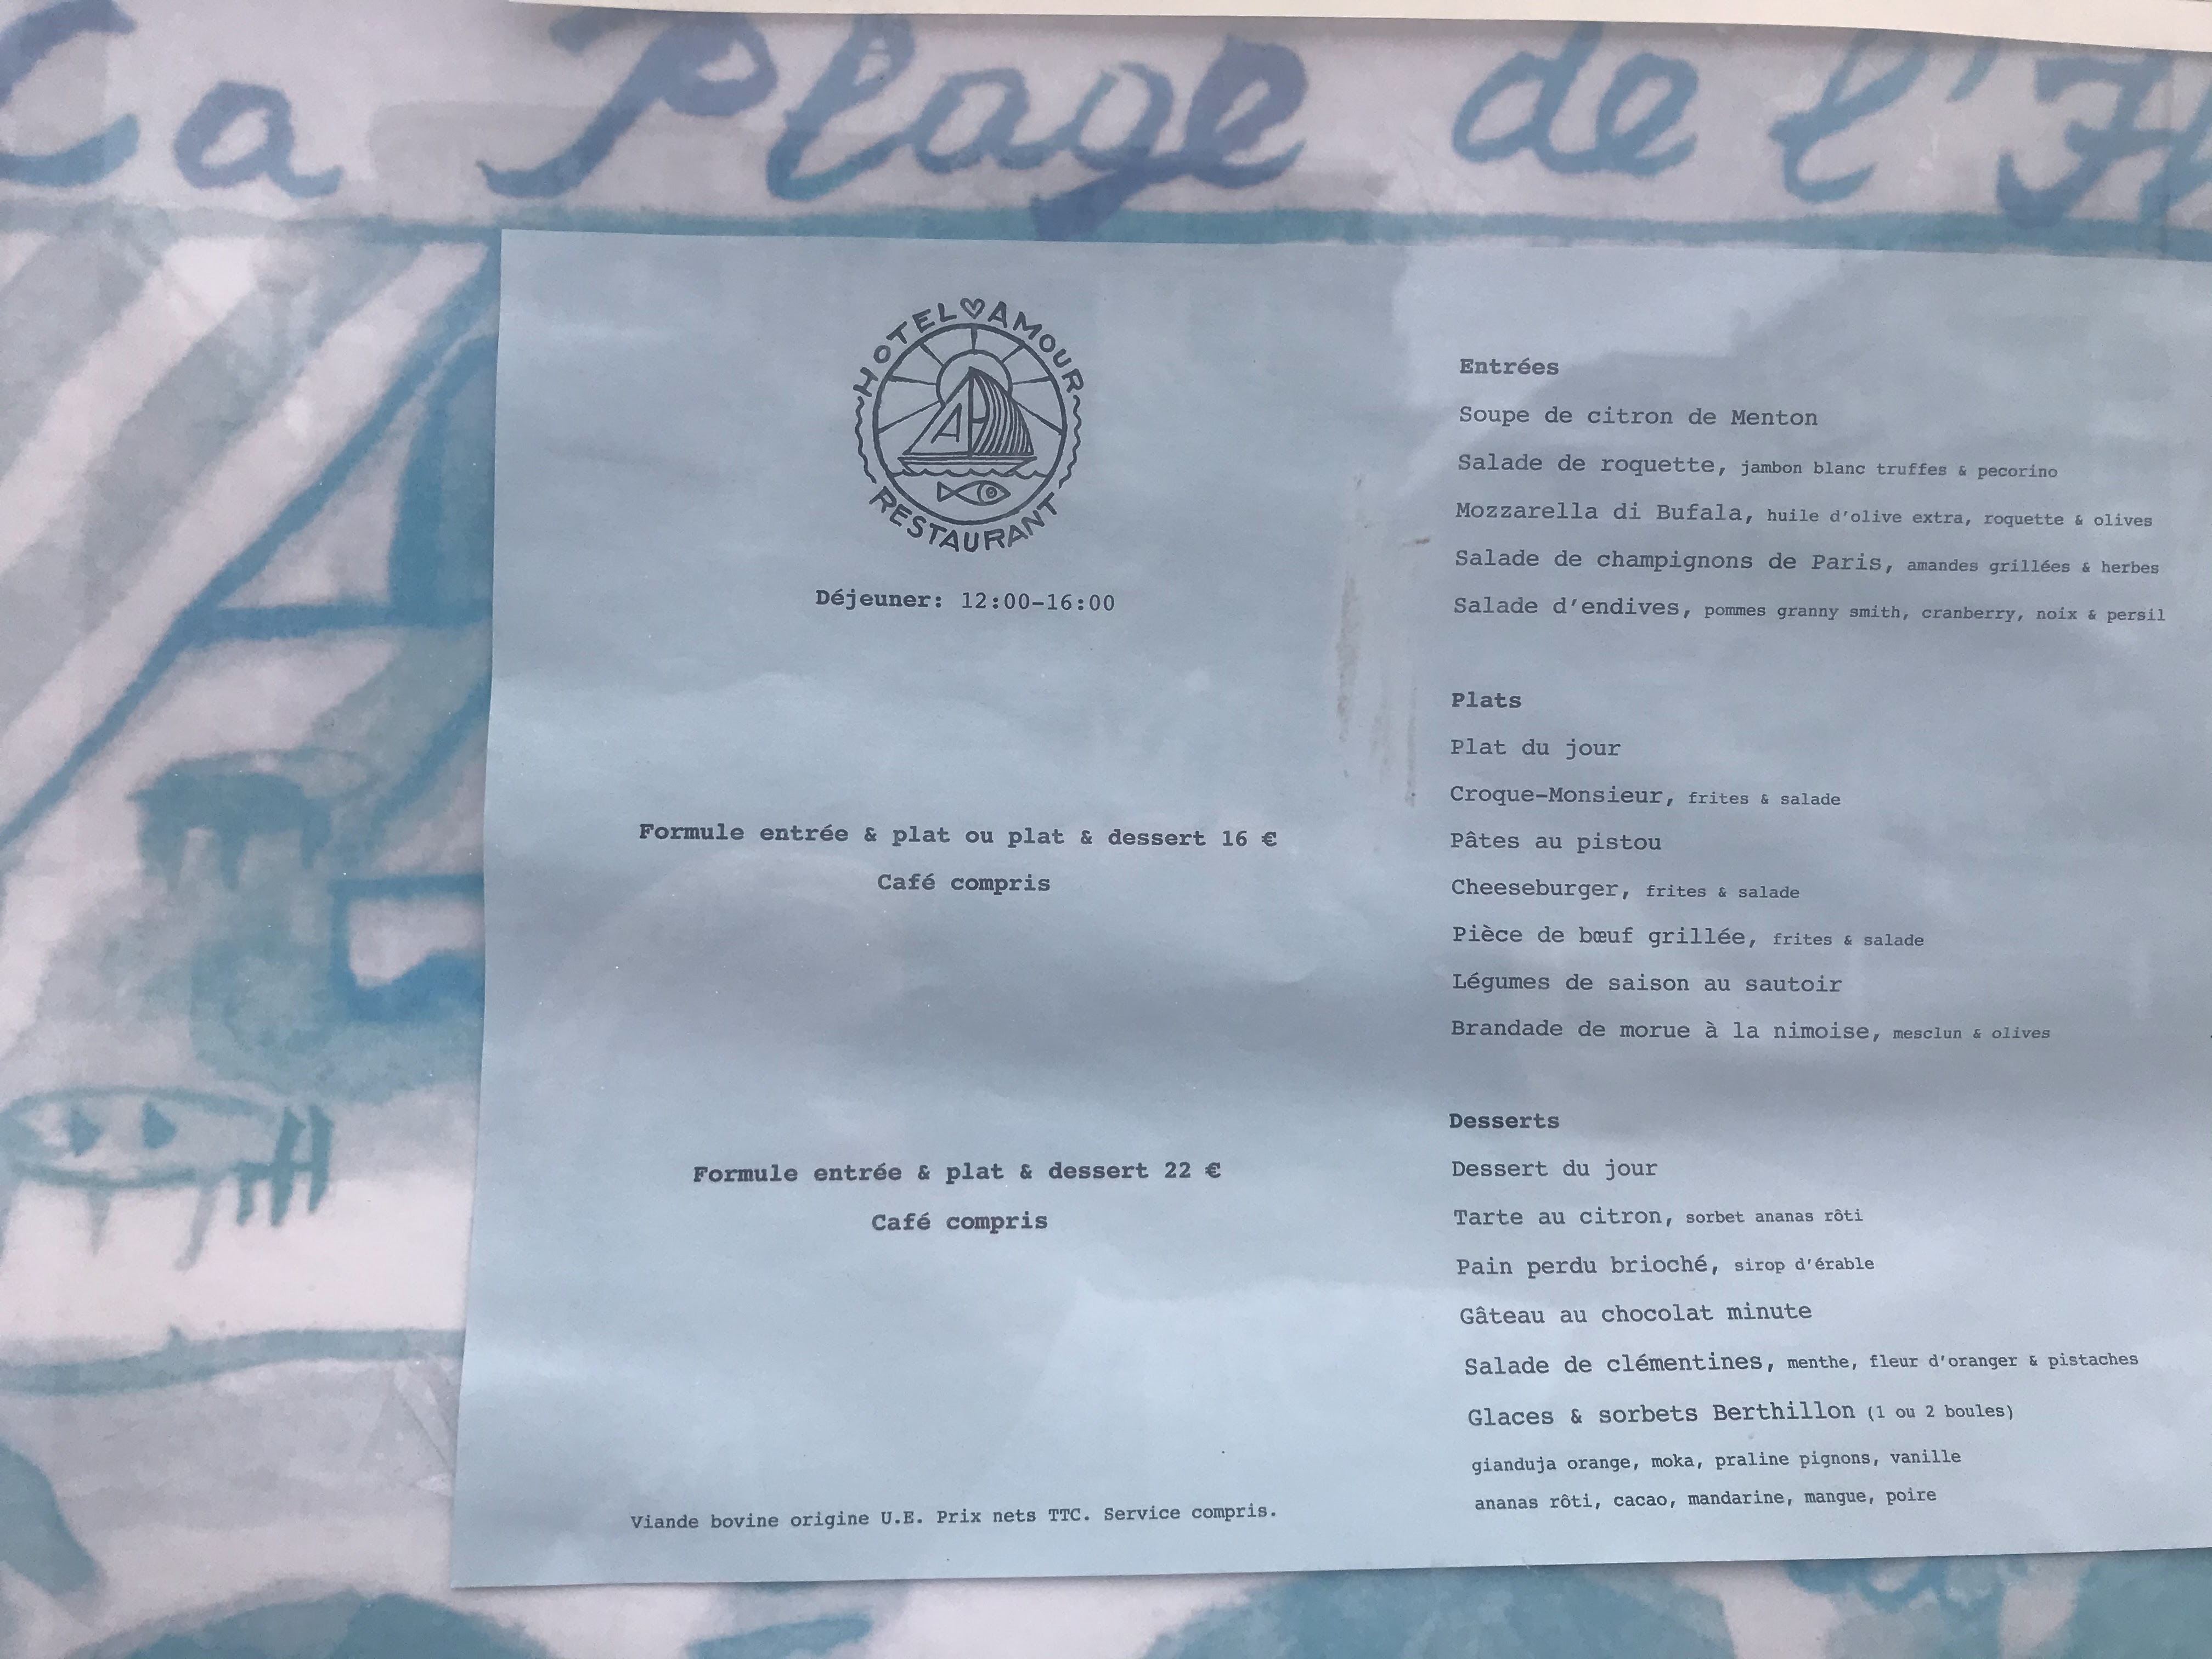 La Plage de l'H
HOTEL AMOUR
AH
RESTAURANT
Déjeuner: 12:00-16:00
Formule entrée & plat ou plat & dessert 16 €
Café compris
Formule entrée & plat & dessert 22 €
Café compris
Viande bovine origine U.E. Prix nets TTC. Service compris.
Entrées
Soupe de citron de Menton
Salade de roquette, jambon blanc truffes & pecorino
Mozzarella di Bufala, huile d'olive extra, roquette & olives
Salade de champignons de Paris, amandes grillées & herbes
Salade d'endives, pommes granny smith, cranberry, noix & persil
Plats
Plat du jour
Croque-Monsieur, frites & salade
Pâtes au pistou
Cheeseburger, frites & salade
Pièce de bœuf grillée, frites & salade
Légumes de saison au sautoir
Brandade de morue à la nimoise, mesclun & olives
Desserts
Dessert du jour
Tarte au citron, sorbet ananas rôti
Pain perdu brioché, sirop d'érable
Gâteau au chocolat minute
Salade de clémentines, menthe, fleur d'oranger & pistaches
Glaces & sorbets Berthillon (1 ou 2 boules)
gianduja orange, moka, praline pignons, vanille
ananas rôti, cacao, mandarine, mangue, poire